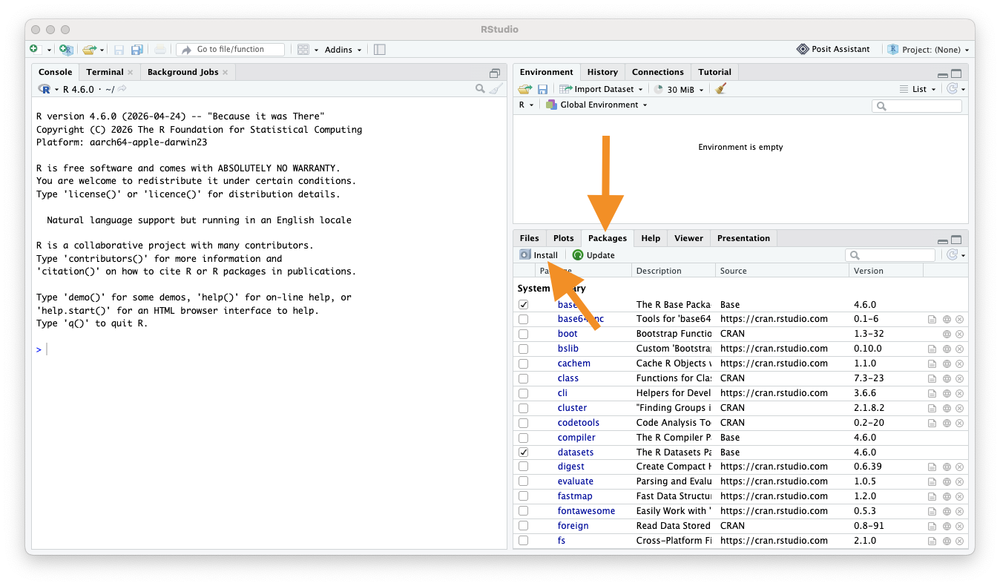 RStudio
Go to file/function
Addins
Posit Assistant
Project: (None)
Console
Terminal
Background Jobs
R 4.6.0 · ~/
R version 4.6.0 (2026-04-24) -- "Because it was There"
Copyright (C) 2026 The R Foundation for Statistical Computing
Platform: aarch64-apple-darwin23
R is free software and comes with ABSOLUTELY NO WARRANTY.
You are welcome to redistribute it under certain conditions.
Type 'license()' or 'licence()' for distribution details.
Natural language support but running in an English locale
R is a collaborative project with many contributors.
Type 'contributors()' for more information and
'citation()' on how to cite R or R packages in publications.
Type 'demo()' for some demos, 'help()' for on-line help, or
'help.start()' for an HTML browser interface to help.
Type 'q()' to quit R.
>
Environment History Connections Tutorial
Import Dataset 30 MiB List
R Global Environment
Environment is empty
Files Plots Packages Help Viewer Presentation
Install Update
Description Source Version
System
base The R Base Packa Base 4.6.0
Tools for 'base64 https://cran.rstudio.com 0.1-6
boot Bootstrap Functio CRAN 1.3-32
bslib Custom 'Bootstrap https://cran.rstudio.com 0.10.0
cachem Cache R Objects w https://cran.rstudio.com 1.1.0
class Functions for Clas CRAN 7.3-23
cli Helpers for Devel https://cran.rstudio.com 3.6.6
cluster "Finding Groups i CRAN 2.1.8.2
codetools Code Analysis Too CRAN 0.2-20
compiler The R Compiler P Base 4.6.0
datasets The R Datasets Pa Base 4.6.0
digest Create Compact H https://cran.rstudio.com 0.6.39
evaluate Parsing and Evalu https://cran.rstudio.com 1.0.5
fastmap Fast Data Structur https://cran.rstudio.com 1.2.0
fontawesome Easily Work with ' https://cran.rstudio.com 0.5.3
foreign Read Data Stored CRAN 0.8-91
fs Cross-Platform Fi https://cran.rstudio.com 2.1.0